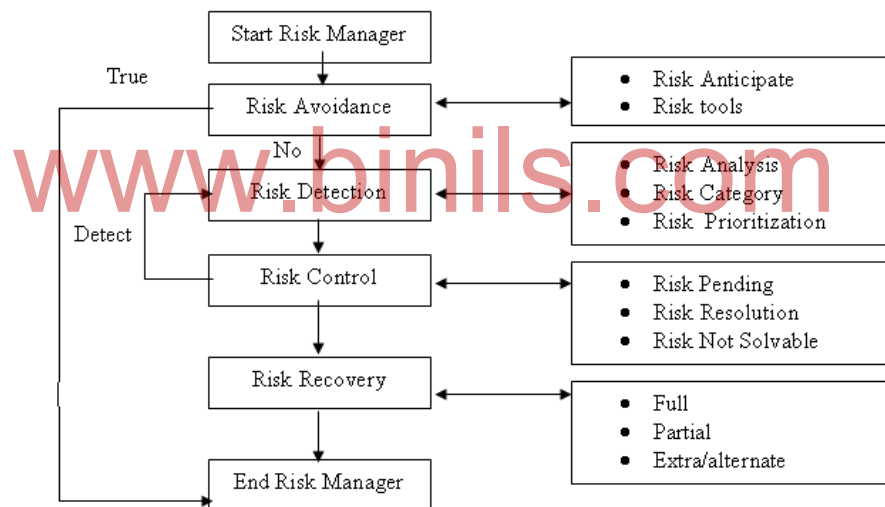 Start Risk Manager
True
Risk Avoidance
• Risk Anticipate
• Risk tools
No
www.binils.com
Risk Detection
• Risk Analysis
• Risk Category
• Risk Prioritization
Detect
Risk Control
• Risk Pending
• Risk Resolution
• Risk Not Solvable
Risk Recovery
• Full
• Partial
• Extra/alternate
End Risk Manager